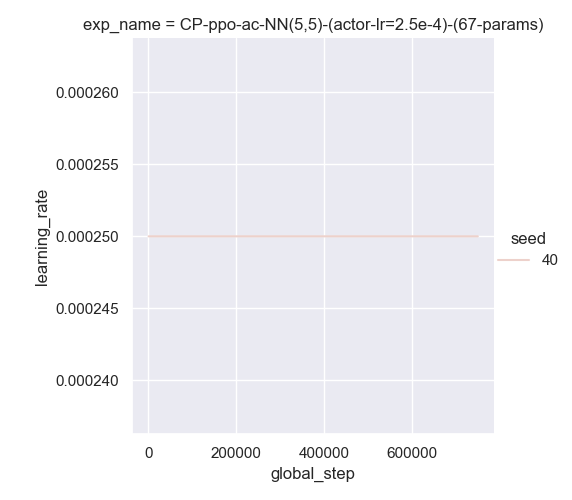 exp_name = CP-ppo-ac-NN(5,5)-(actor-lr=2.5e-4)-(67-params)
0.000260
0.000255
0.000250
0.000245
0.000240
learning_rate
seed
40
0
200000
400000
600000
global_step